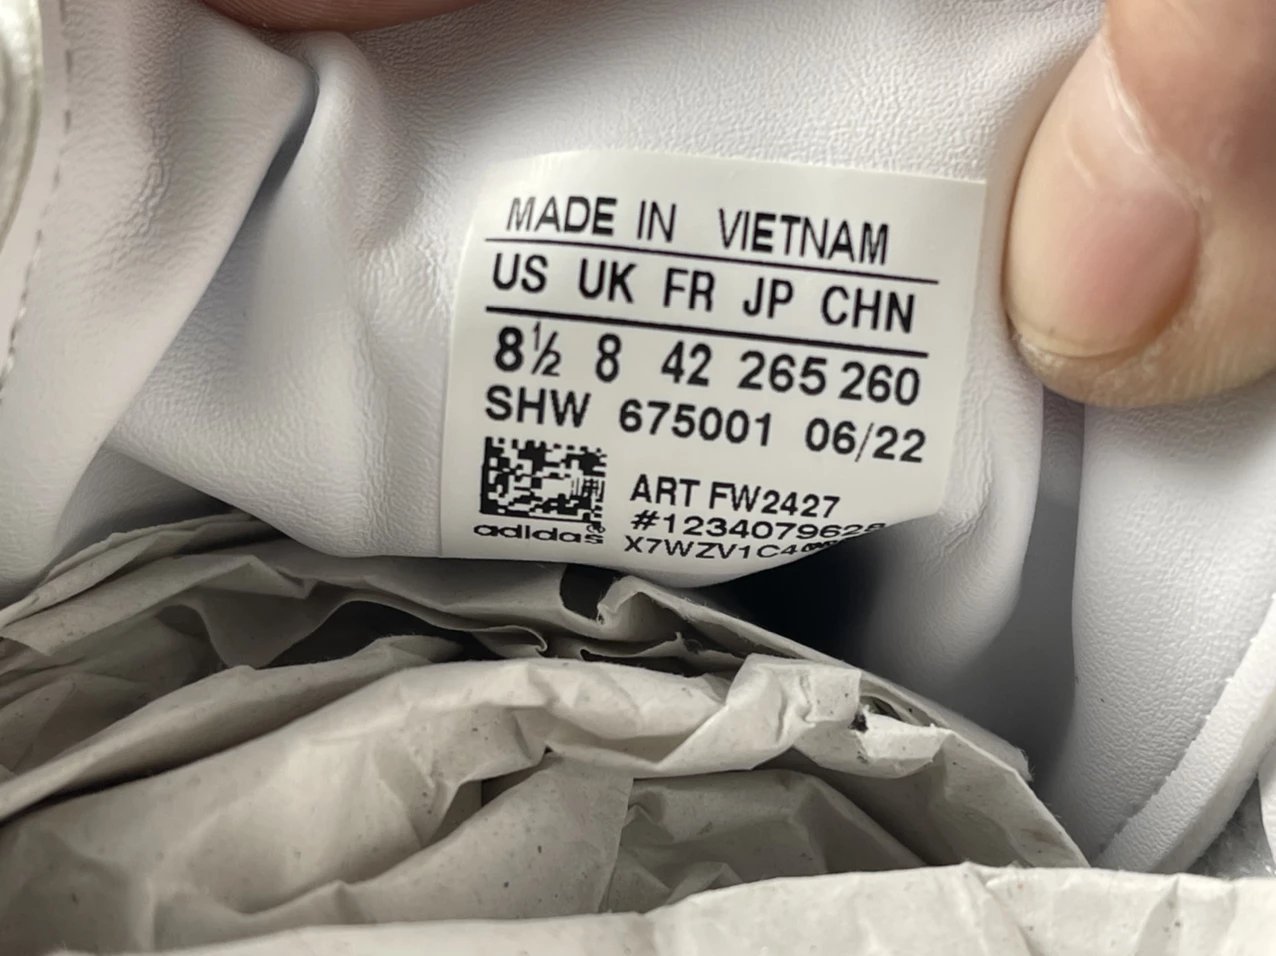 MADE IN VIETNAM
US UK FR JP CHN
8½ 8 42 265 260
SHW 675001 06/22
ART FW2427
#1234079628
adidas